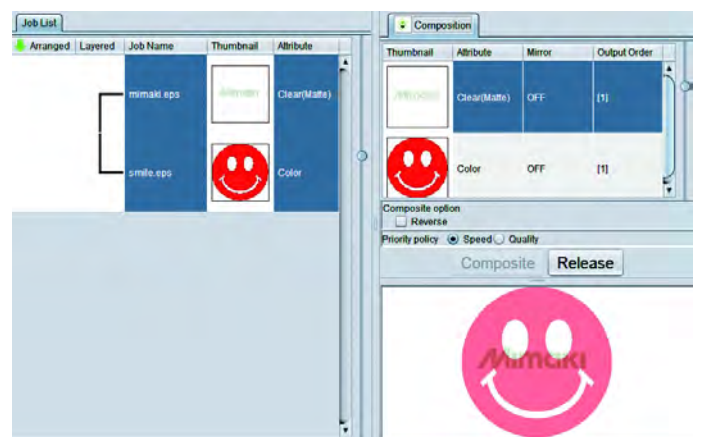 Job List
Arranged Layered Job Name Thumbnail Attribute
mimaki.eps Mimaki Clear(Matte)
smile.eps Color
Composition
Thumbnail Attribute Mirror Output Order
Mimaki Clear(Matte) OFF [1]
Color OFF [1]
Composite option
Reverse
Priority policy Speed Quality
Composite Release
Mimaki